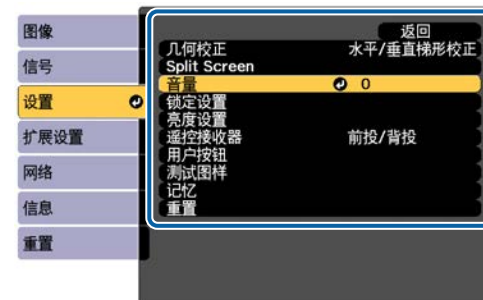 图像
信号
设置
扩展设置
网络
信息
重置
返回
几何校正 水平/垂直梯形校正
Split Screen
音量 0
锁定设置
亮度设置
遥控接收器 前投/背投
用户按钮
测试图样
记忆
重置